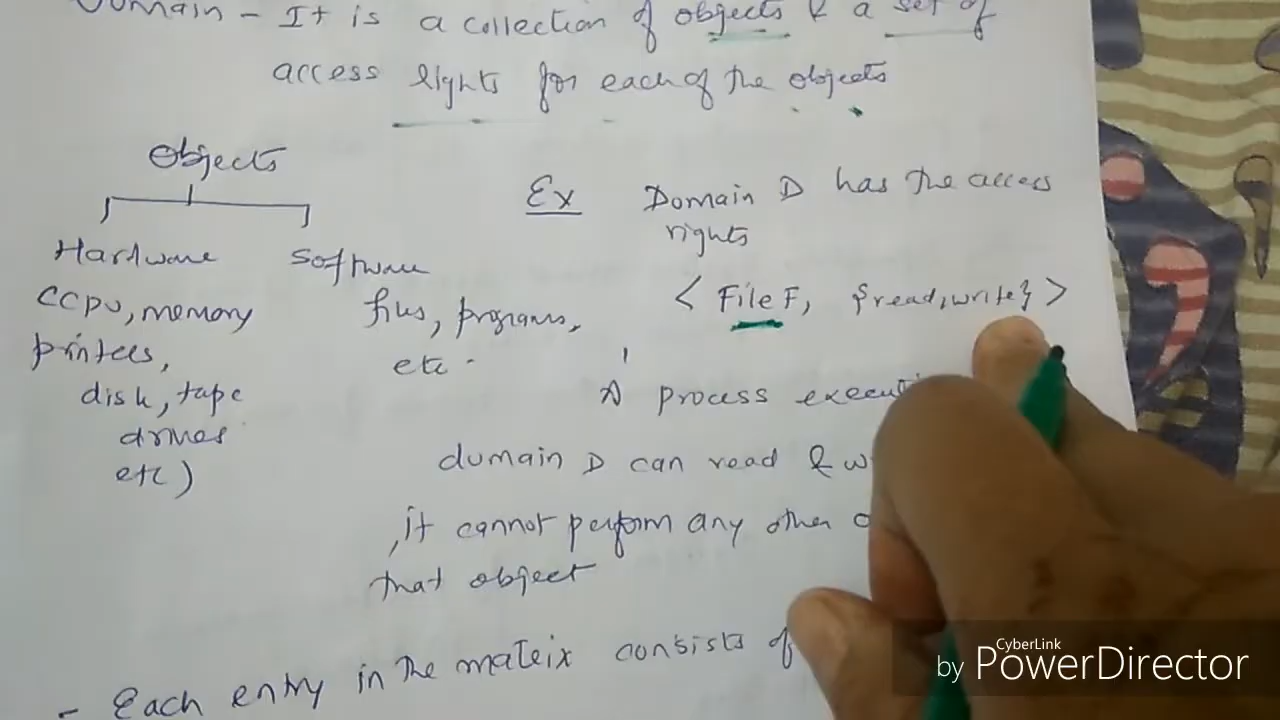 Domain - It is a collection of objects & a set of
access rights for each of the objects
Objects
Hardware
CCPU, memory
printers,
disk, tape
drives
etc)
Software
files, programs,
etc.
Ex Domain D has the access
rights
< File F, {read, write} >
A process executi
domain D can read & w
, it cannot perform any other o
that object
- Each entry in the matrix consists of
CyberLink
by PowerDirector